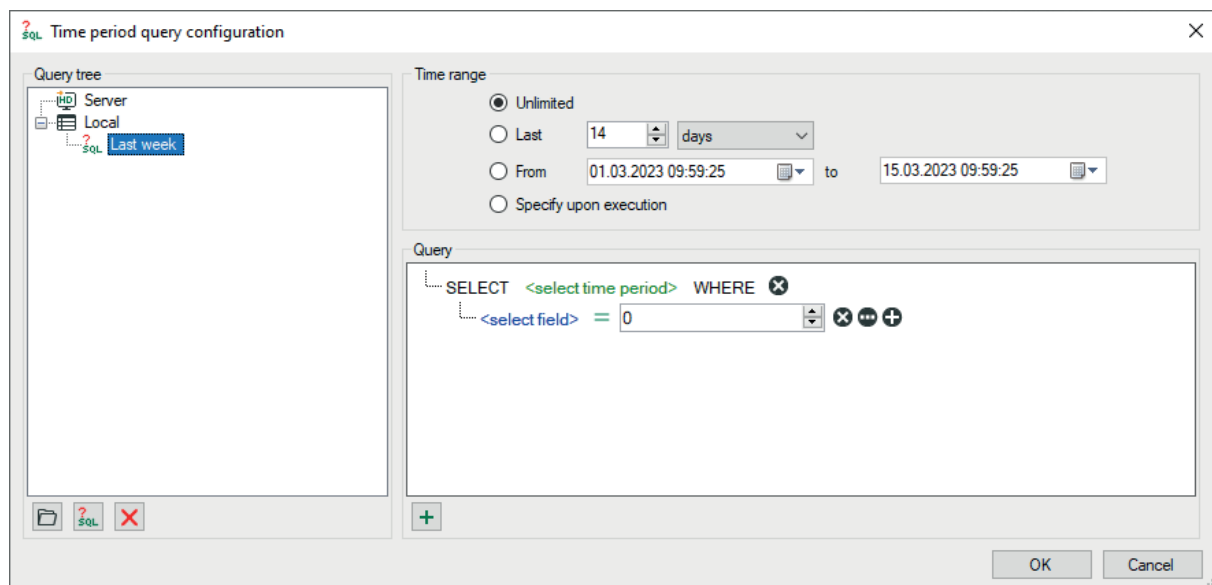 Time period query configuration
Query tree
HD Server
Local
? SQL Last week
Time range
Unlimited
Last 14 days
From 01.03.2023 09:59:25 to 15.03.2023 09:59:25
Specify upon execution
Query
SELECT <select time period> WHERE
<select field> = 0
? SQL
OK Cancel